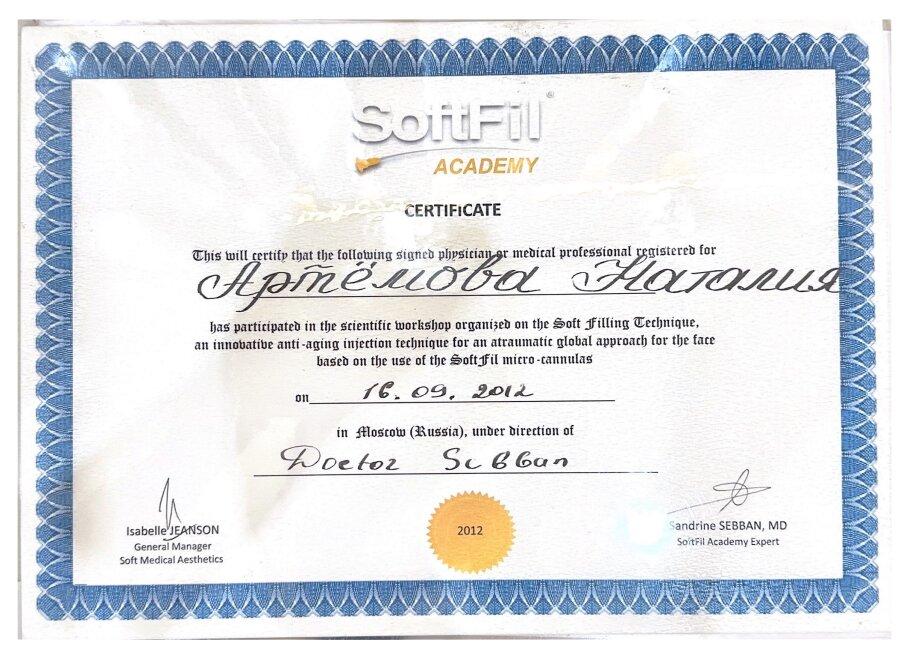 SoftFil®
ACADEMY
CERTIFICATE
This will certify that the following signed physician or medical professional registered for
Артёмова Наталия
has participated in the scientific workshop organized on the Soft Filling Technique,
an innovative anti-aging injection technique for an atraumatic global approach for the face
based on the use of the SoftFil micro-cannulas
on 16.09.2012
in Moscow (Russia), under direction of
Doctor Sebban
Isabelle JEANSON
General Manager
Soft Medical Aesthetics
2012
Sandrine SEBBAN, MD
SoftFil Academy Expert